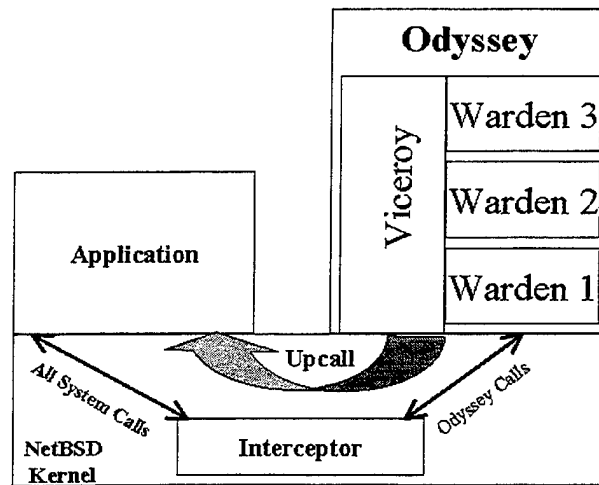 Odyssey
Warden 3
Viceroy
Warden 2
Application
Warden 1
Upcall
All System Calls
Odyssey Calls
Interceptor
NetBSD
Kernel